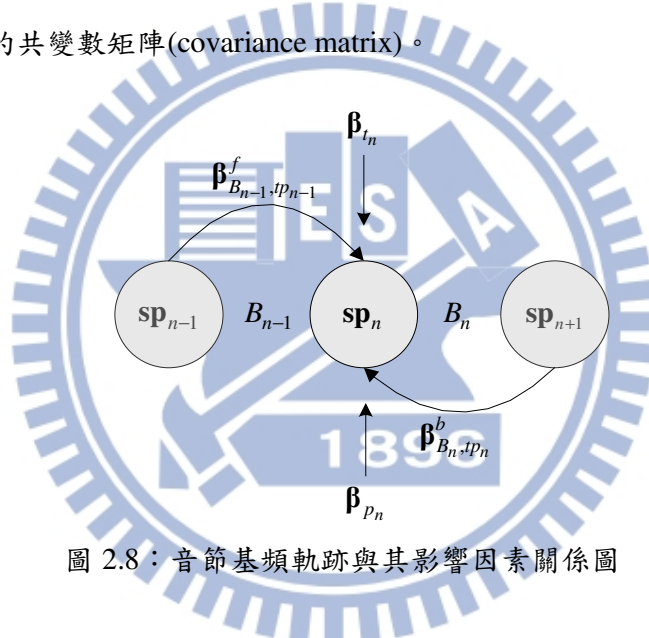 的共變數矩陣(covariance matrix)。
β_{t_n}
β^f_{B_{n−1},tp_{n−1}}
ESA
sp_{n−1} B_{n−1} sp_n B_n sp_{n+1}
β^b_{B_n,tp_n}
1896
β_{p_n}
圖 2.8：音節基頻軌跡與其影響因素關係圖